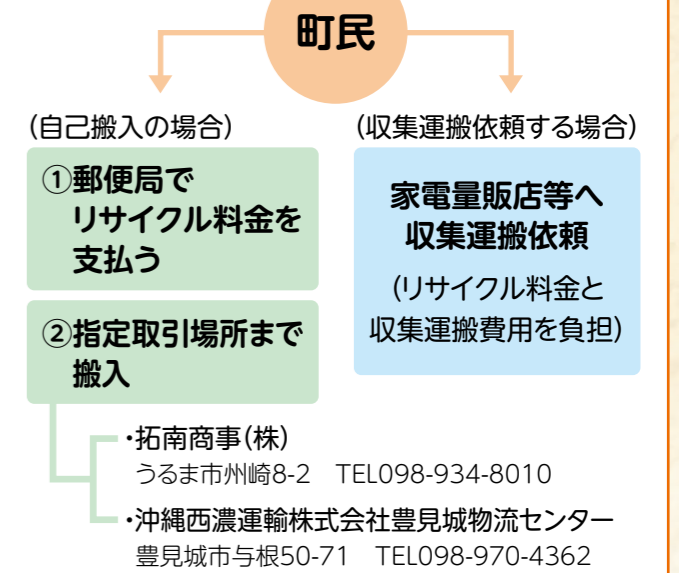 町民
(自己搬入の場合)
①郵便局で
リサイクル料金を
支払う
②指定取引場所まで
搬入
・拓南商事(株)
うるま市州崎8-2 TEL098-934-8010
・沖縄西濃運輸株式会社豊見城物流センター
豊見城市与根50-71 TEL098-970-4362
(収集運搬依頼する場合)
家電量販店等へ
収集運搬依頼
(リサイクル料金と
収集運搬費用を負担)